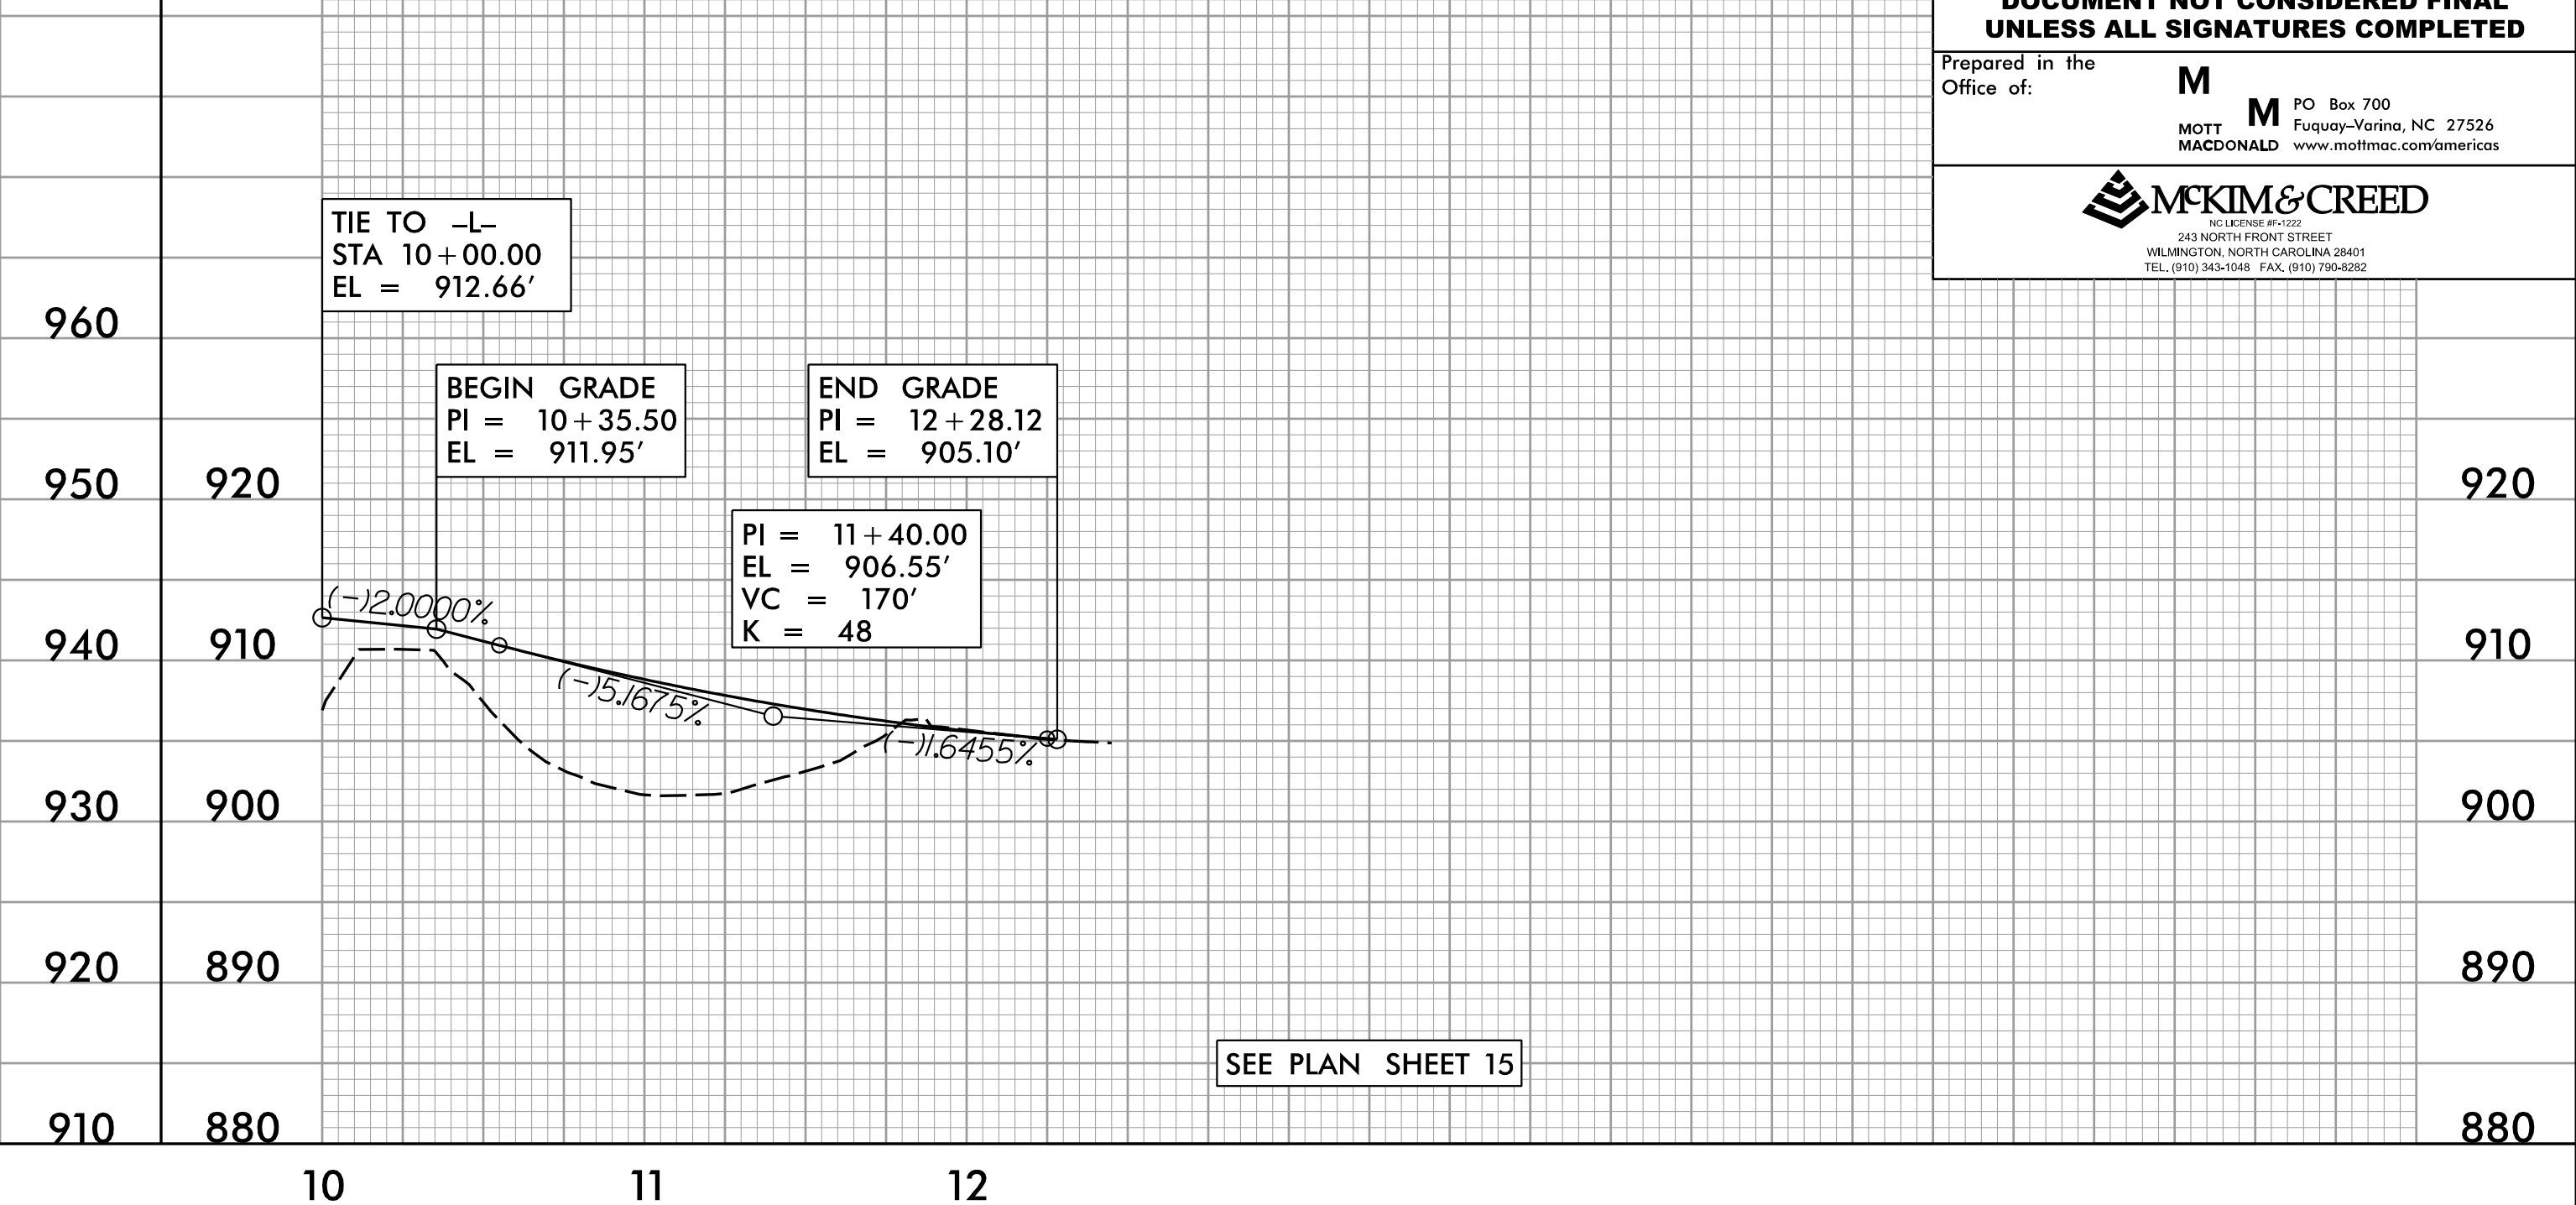 DOCUMENT NOT CONSIDERED FINAL
UNLESS ALL SIGNATURES COMPLETED
Prepared in the
Office of:
M
M
MOTT
MACDONALD
PO Box 700
Fuquay–Varina, NC 27526
www.mottmac.com/americas
McKIM&CREED
NC LICENSE #F-1222
243 NORTH FRONT STREET
WILMINGTON, NORTH CAROLINA 28401
TEL. (910) 343-1048 FAX. (910) 790-8282
TIE TO –L–
STA 10+00.00
EL = 912.66′
BEGIN GRADE
PI = 10+35.50
EL = 911.95′
END GRADE
PI = 12+28.12
EL = 905.10′
PI = 11+40.00
EL = 906.55′
VC = 170′
K = 48
(-)2.0000%
(-)5.1675%
(-)1.6455%
960
950 920 920
940 910 910
930 900 900
920 890 890
SEE PLAN SHEET 15
910 880 880
10 11 12